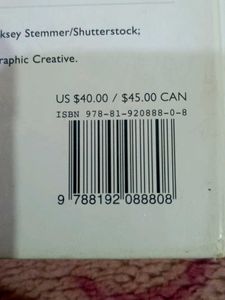 ksey Stemmer/Shutterstock;
raphic Creative.
US $40.00 / $45.00 CAN
ISBN 978-81-920888-0-8
9 788192 088808